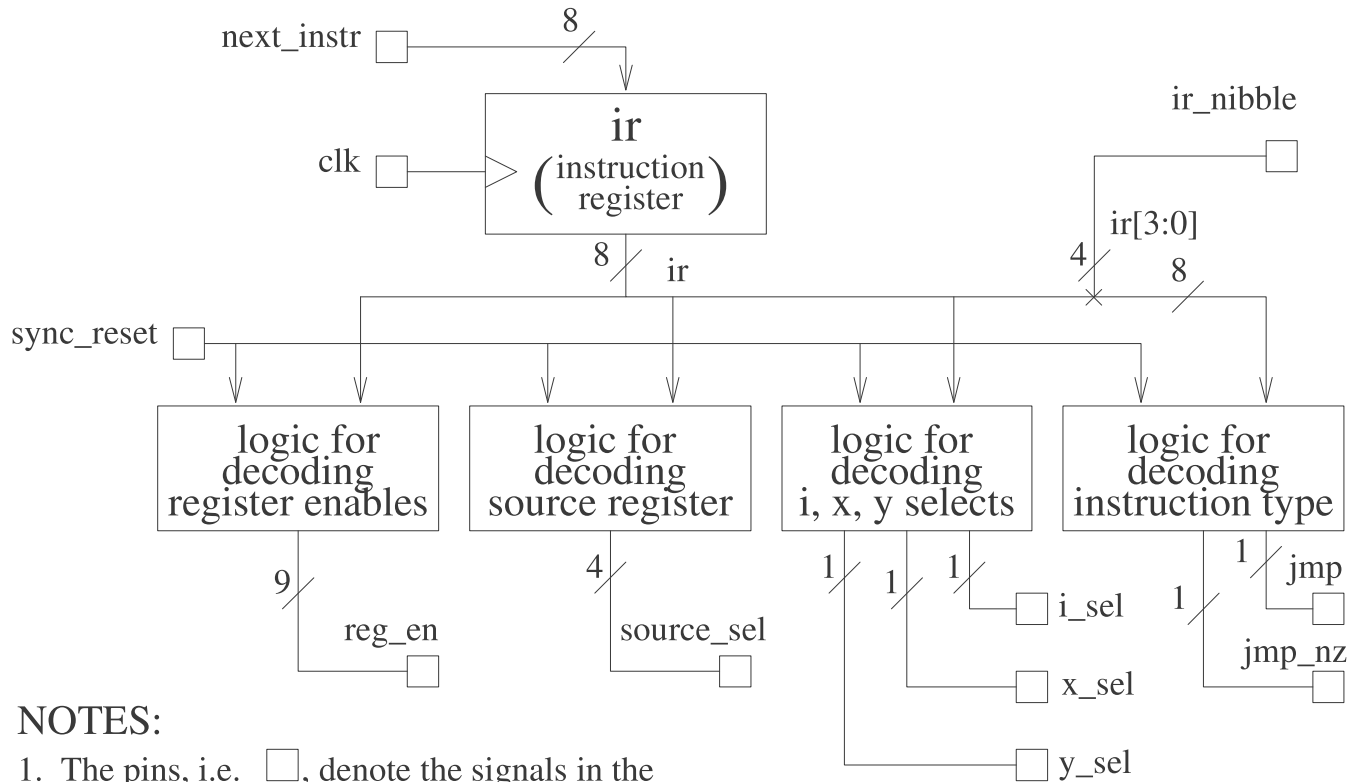 8
next_instr
ir
(instruction
register)
clk
ir_nibble
ir[3:0]
8
ir
4
8
sync_reset
logic for
decoding
register enables
logic for
decoding
source register
logic for
decoding
i, x, y selects
logic for
decoding
instruction type
9
4
1
1
1
1
1
jmp
i_sel
reg_en
source_sel
jmp_nz
x_sel
NOTES:
y_sel
1. The pins, i.e. , denote the signals in the